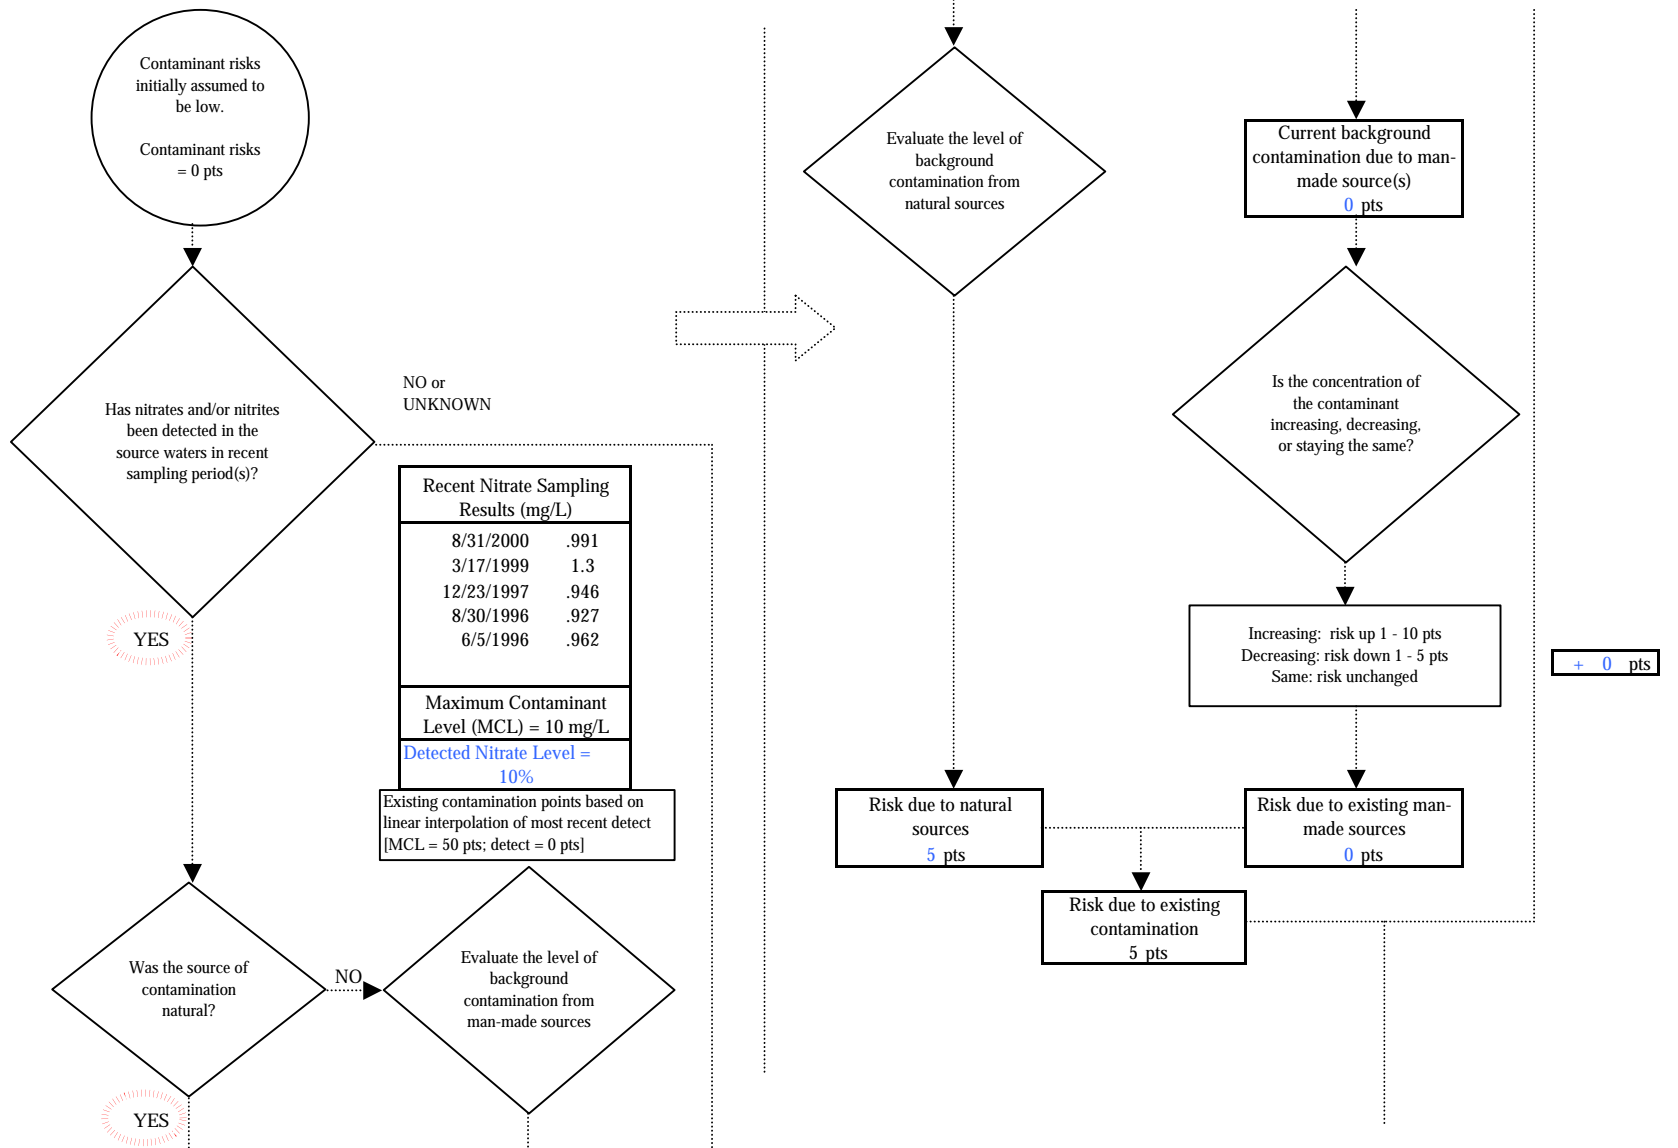 Contaminant risks
initially assumed to
be low.
Contaminant risks
= 0 pts
Has nitrates and/or nitrites
been detected in the
source waters in recent
sampling period(s)?
NO or
UNKNOWN
YES
Recent Nitrate Sampling
Results (mg/L)
8/31/2000 .991
3/17/1999 1.3
12/23/1997 .946
8/30/1996 .927
6/5/1996 .962
Maximum Contaminant
Level (MCL) = 10 mg/L
Detected Nitrate Level =
10%
Existing contamination points based on
linear interpolation of most recent detect
[MCL = 50 pts; detect = 0 pts]
Was the source of
contamination
natural?
NO
YES
Evaluate the level of
background
contamination from
man-made sources
Evaluate the level of
background
contamination from
natural sources
Risk due to natural
sources
5 pts
Current background
contamination due to man-
made source(s)
0 pts
Is the concentration of
the contaminant
increasing, decreasing,
or staying the same?
Increasing: risk up 1 - 10 pts
Decreasing: risk down 1 - 5 pts
Same: risk unchanged
+ 0 pts
Risk due to existing man-
made sources
0 pts
Risk due to existing
contamination
5 pts